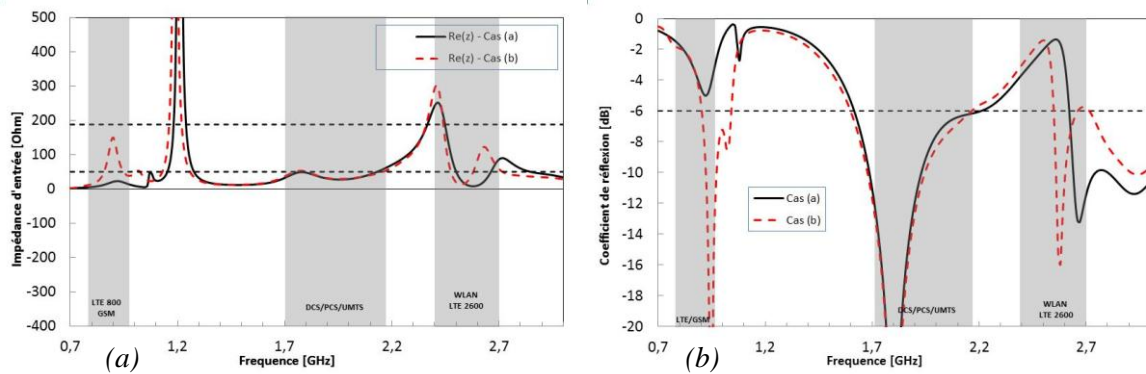 500
400
300
200
100
0
-100
-200
-300
-400
Impédance d'entrée [Ohm]
Re(z) - Cas (a)
Re(z) - Cas (b)
LTE 800
GSM
DCS/PCS/UMTS
WLAN
LTE 2600
0,7
1,2
1,7
2,2
2,7
Frequence [GHz]
(a)
0
-2
-4
-6
-8
-10
-12
-14
-16
-18
-20
Coefficient de réflexion [dB]
Cas (a)
Cas (b)
LTE/GSM
DCS/PCS/UMTS
WLAN
LTE 2600
0,7
1,2
1,7
2,2
2,7
Frequence [GHz]
(b)